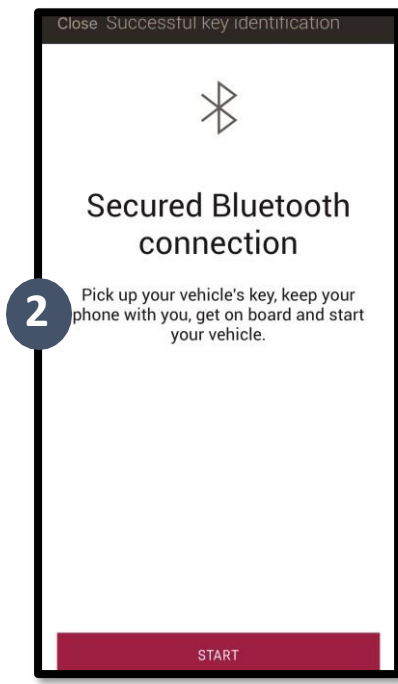 Close Successful key identification
Secured Bluetooth
connection
2
Pick up your vehicle's key, keep your
phone with you, get on board and start
your vehicle.
START